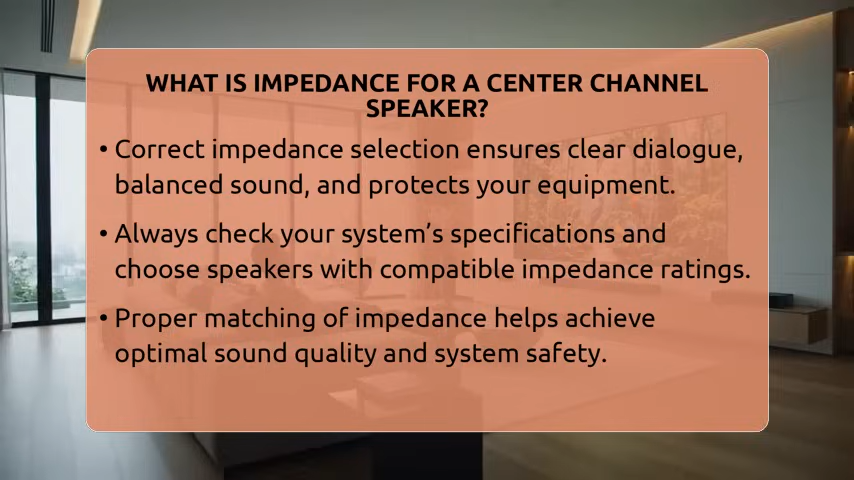 WHAT IS IMPEDANCE FOR A CENTER CHANNEL
SPEAKER?
• Correct impedance selection ensures clear dialogue,
balanced sound, and protects your equipment.
• Always check your system’s specifications and
choose speakers with compatible impedance ratings.
• Proper matching of impedance helps achieve
optimal sound quality and system safety.